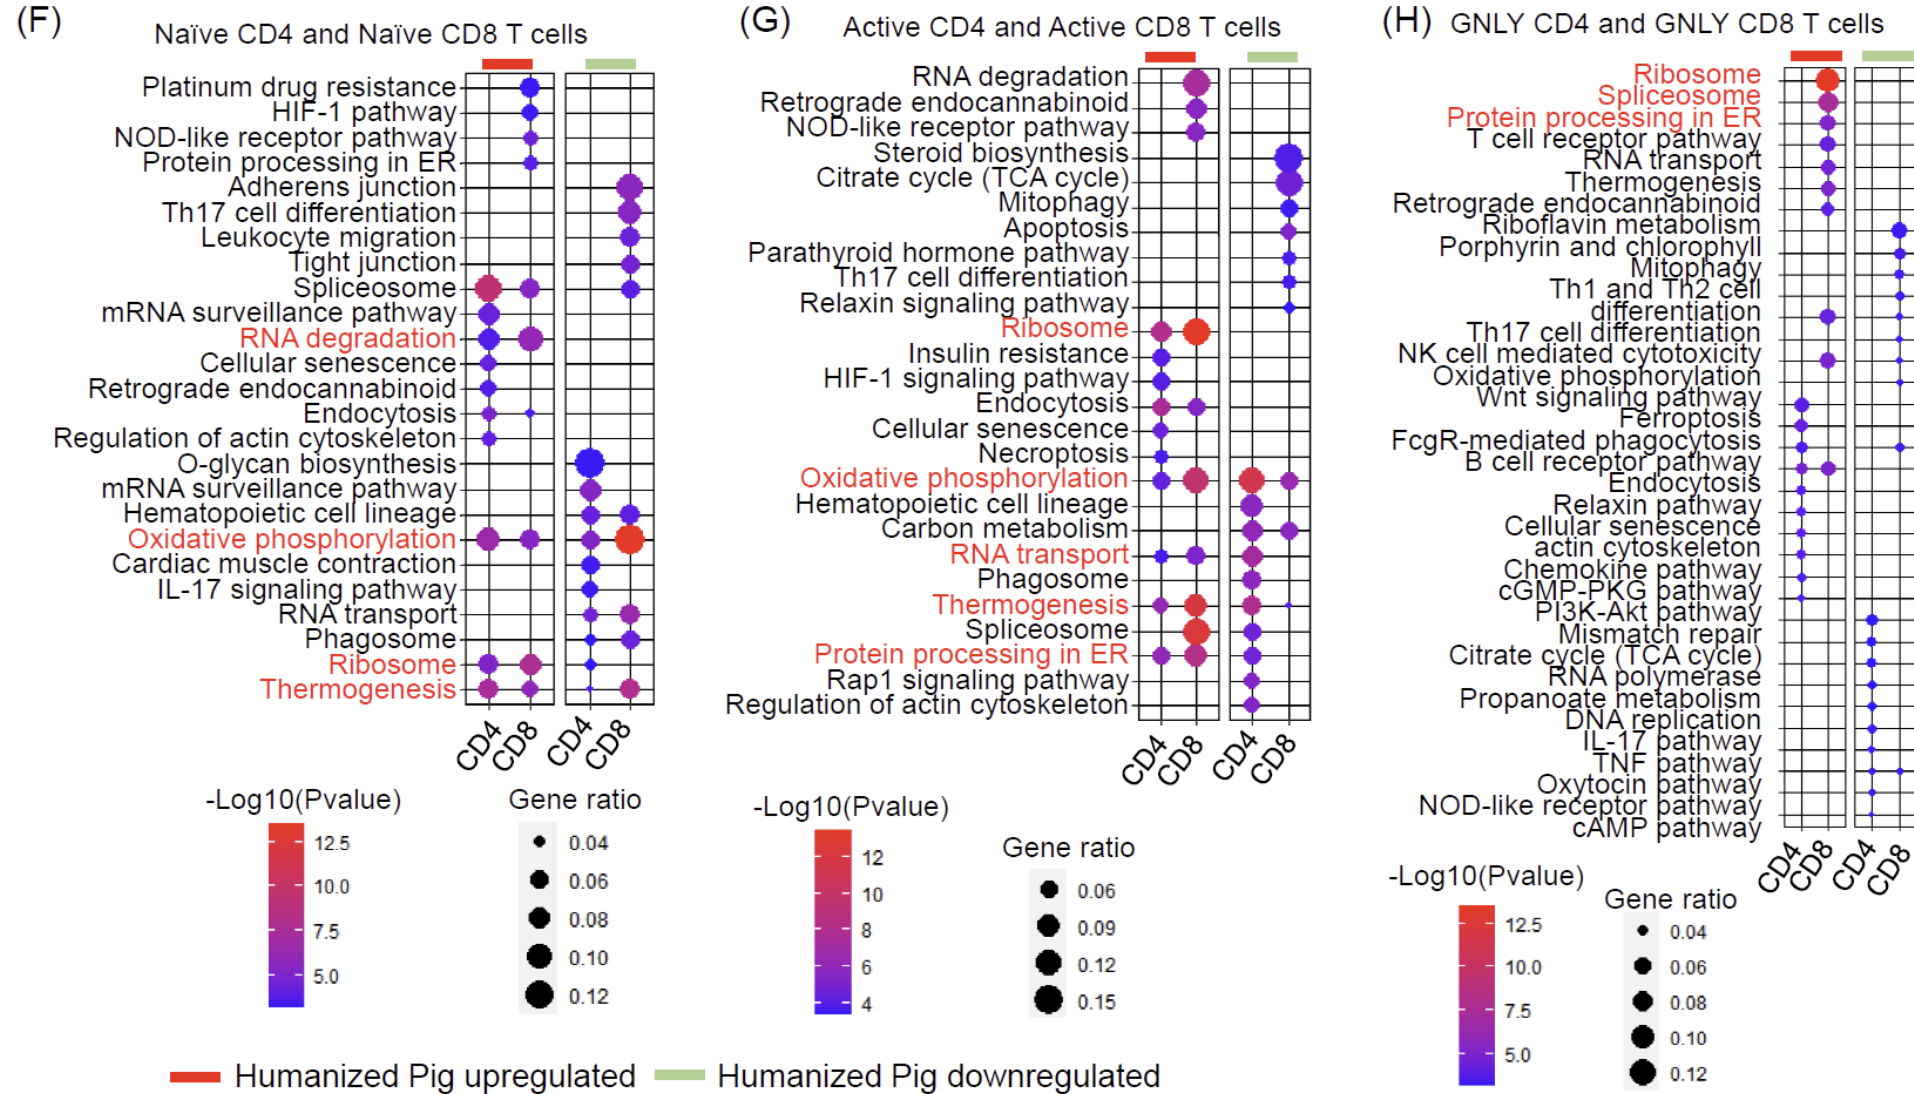 (F)
Naïve CD4 and Naïve CD8 T cells
Platinum drug resistance
HIF-1 pathway
NOD-like receptor pathway
Protein processing in ER
Adherens junction
Th17 cell differentiation
Leukocyte migration
Tight junction
Spliceosome
mRNA surveillance pathway
RNA degradation
Cellular senescence
Retrograde endocannabinoid
Endocytosis
Regulation of actin cytoskeleton
O-glycan biosynthesis
mRNA surveillance pathway
Hematopoietic cell lineage
Oxidative phosphorylation
Cardiac muscle contraction
IL-17 signaling pathway
RNA transport
Phagosome
Ribosome
Thermogenesis
CD4 CD8 CD4 CD8
-Log10(Pvalue)
12.5
10.0
7.5
5.0
Gene ratio
0.04
0.06
0.08
0.10
0.12
(G)
Active CD4 and Active CD8 T cells
RNA degradation
Retrograde endocannabinoid
NOD-like receptor pathway
Steroid biosynthesis
Citrate cycle (TCA cycle)
Mitophagy
Apoptosis
Parathyroid hormone pathway
Th17 cell differentiation
Relaxin signaling pathway
Ribosome
Insulin resistance
HIF-1 signaling pathway
Endocytosis
Cellular senescence
Necroptosis
Oxidative phosphorylation
Hematopoietic cell lineage
Carbon metabolism
RNA transport
Phagosome
Thermogenesis
Spliceosome
Protein processing in ER
Rap1 signaling pathway
Regulation of actin cytoskeleton
CD4 CD8 CD4 CD8
-Log10(Pvalue)
12
10
8
6
4
Gene ratio
0.06
0.09
0.12
0.15
(H)
GNLY CD4 and GNLY CD8 T cells
Ribosome
Spliceosome
Protein processing in ER
T cell receptor pathway
RNA transport
Thermogenesis
Retrograde endocannabinoid
Riboflavin metabolism
Porphyrin and chlorophyll
Mitophagy
Th1 and Th2 cell
differentiation
Th17 cell differentiation
NK cell mediated cytotoxicity
Oxidative phosphorylation
Wnt signaling pathway
Ferroptosis
FcgR-mediated phagocytosis
B cell receptor pathway
Endocytosis
Relaxin pathway
Cellular senescence
actin cytoskeleton
Chemokine pathway
cGMP-PKG pathway
PI3K-Akt pathway
Mismatch repair
Citrate cycle (TCA cycle)
RNA polymerase
Propanoate metabolism
DNA replication
IL-17 pathway
TNF pathway
Oxytocin pathway
NOD-like receptor pathway
cAMP pathway
CD4 CD8 CD4 CD8
-Log10(Pvalue)
12.5
10.0
7.5
5.0
Gene ratio
0.04
0.06
0.08
0.10
0.12
Humanized Pig upregulated
Humanized Pig downregulated